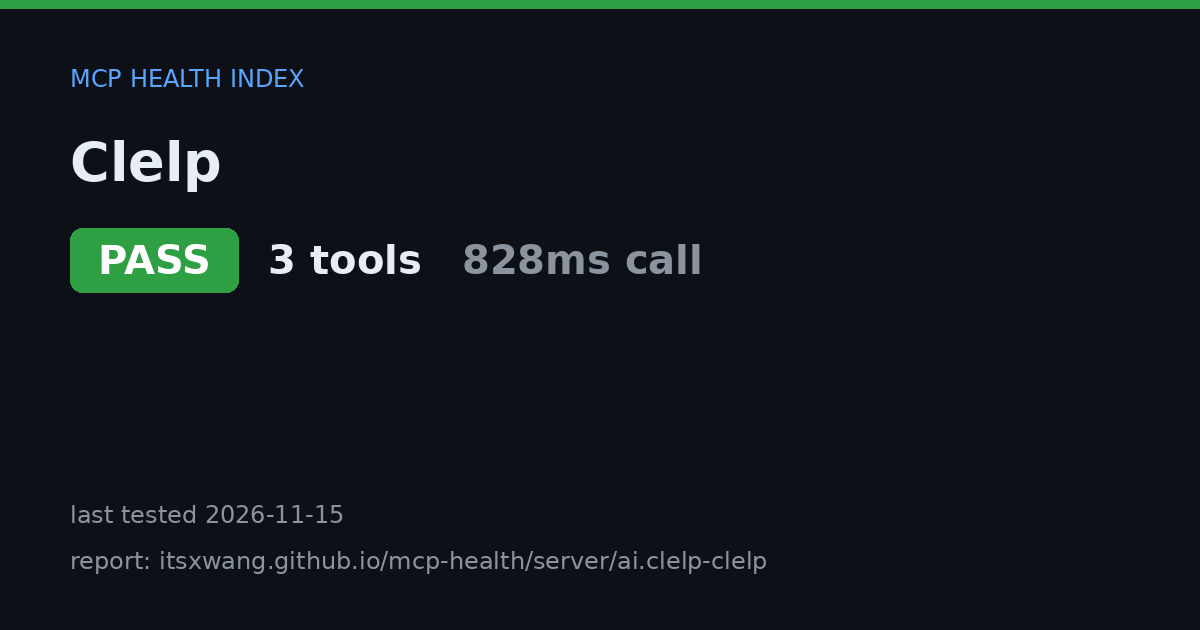 MCP HEALTH INDEX
Clelp
PASS 3 tools 828ms call
last tested 2026-11-15
report: itsxwang.github.io/mcp-health/server/ai.clelp-clelp